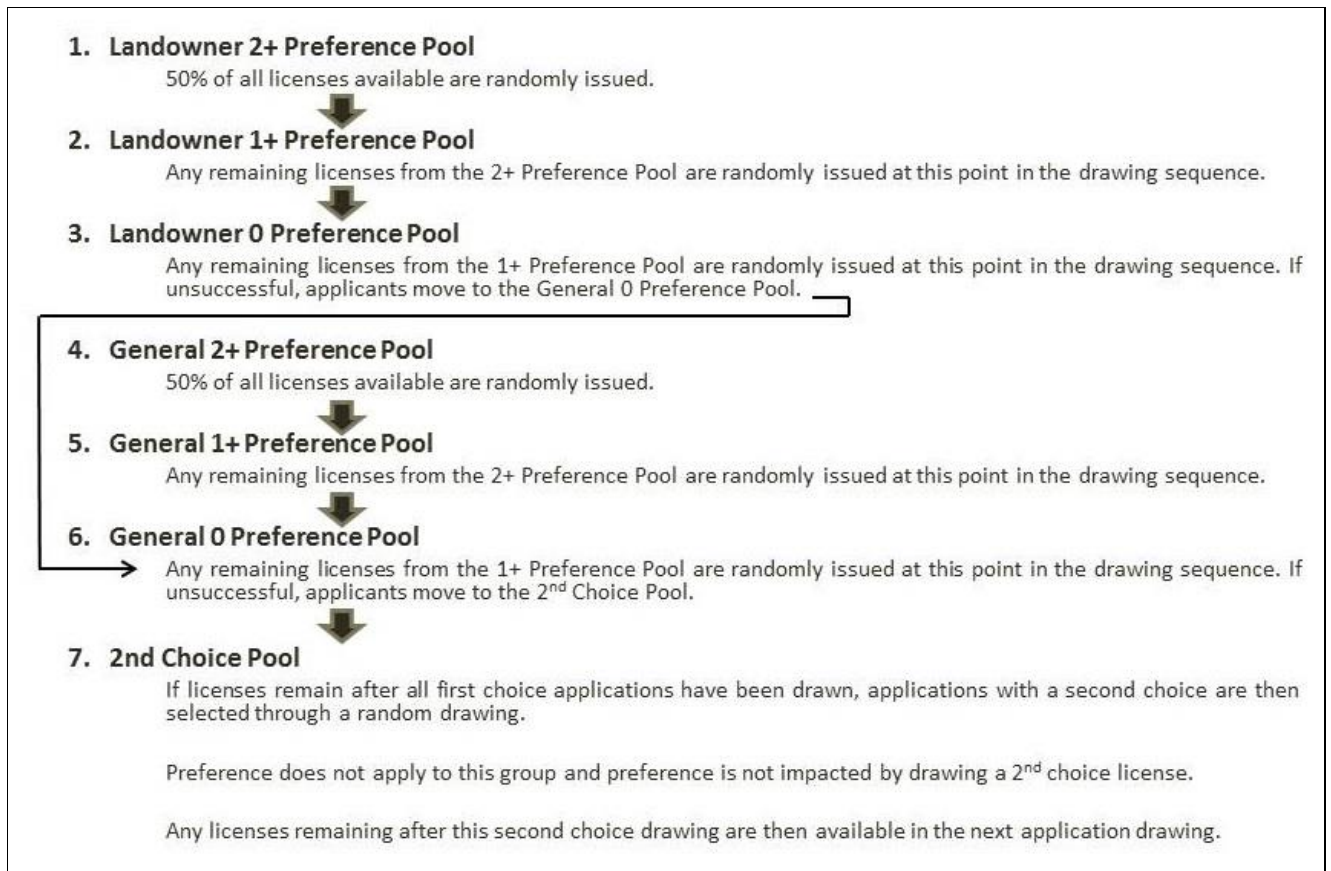 1. Landowner 2+ Preference Pool
50% of all licenses available are randomly issued.
2. Landowner 1+ Preference Pool
Any remaining licenses from the 2+ Preference Pool are randomly issued at this point in the drawing sequence.
3. Landowner 0 Preference Pool
Any remaining licenses from the 1+ Preference Pool are randomly issued at this point in the drawing sequence. If
unsuccessful, applicants move to the General 0 Preference Pool.
4. General 2+ Preference Pool
50% of all licenses available are randomly issued.
5. General 1+ Preference Pool
Any remaining licenses from the 2+ Preference Pool are randomly issued at this point in the drawing sequence.
6. General 0 Preference Pool
Any remaining licenses from the 1+ Preference Pool are randomly issued at this point in the drawing sequence. If
unsuccessful, applicants move to the 2nd Choice Pool.
7. 2nd Choice Pool
If licenses remain after all first choice applications have been drawn, applications with a second choice are then
selected through a random drawing.
Preference does not apply to this group and preference is not impacted by drawing a 2nd choice license.
Any licenses remaining after this second choice drawing are then available in the next application drawing.